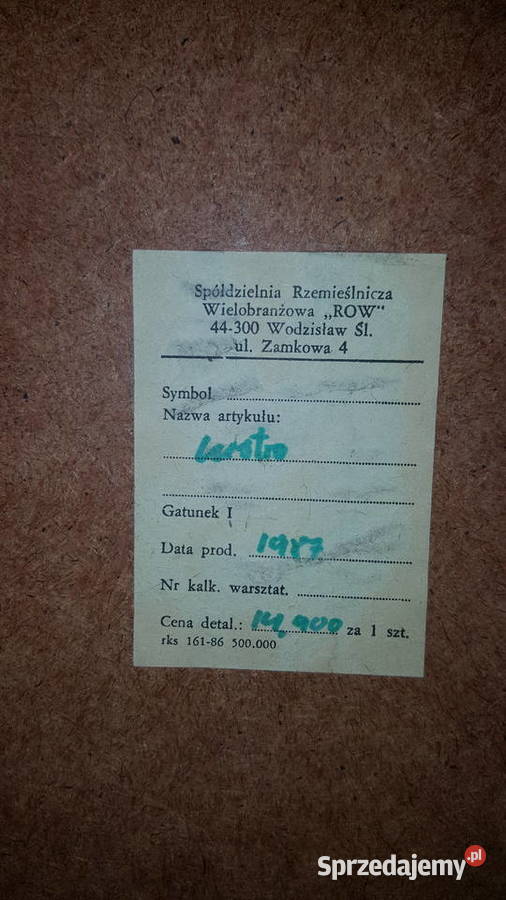 Spółdzielnia Rzemieślnicza
Wielobranżowa „ROW"
44-300 Wodzisław Śl.
ul. Zamkowa 4
Symbol
Nazwa artykułu:
Lustro
Gatunek I
Data prod. 1987
Nr kalk. warsztat.
Cena detal.: 14,900 za 1 szt.
rks 161-86 500.000
Sprzedajemy.pl